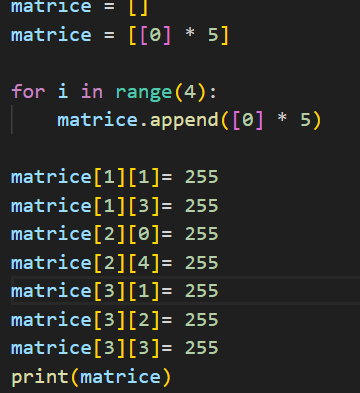 matrice = []
matrice = [[0] * 5]
for i in range(4):
    matrice.append([0] * 5)
matrice[1][1]= 255
matrice[1][3]= 255
matrice[2][0]= 255
matrice[2][4]= 255
matrice[3][1]= 255
matrice[3][2]= 255
matrice[3][3]= 255
print(matrice)